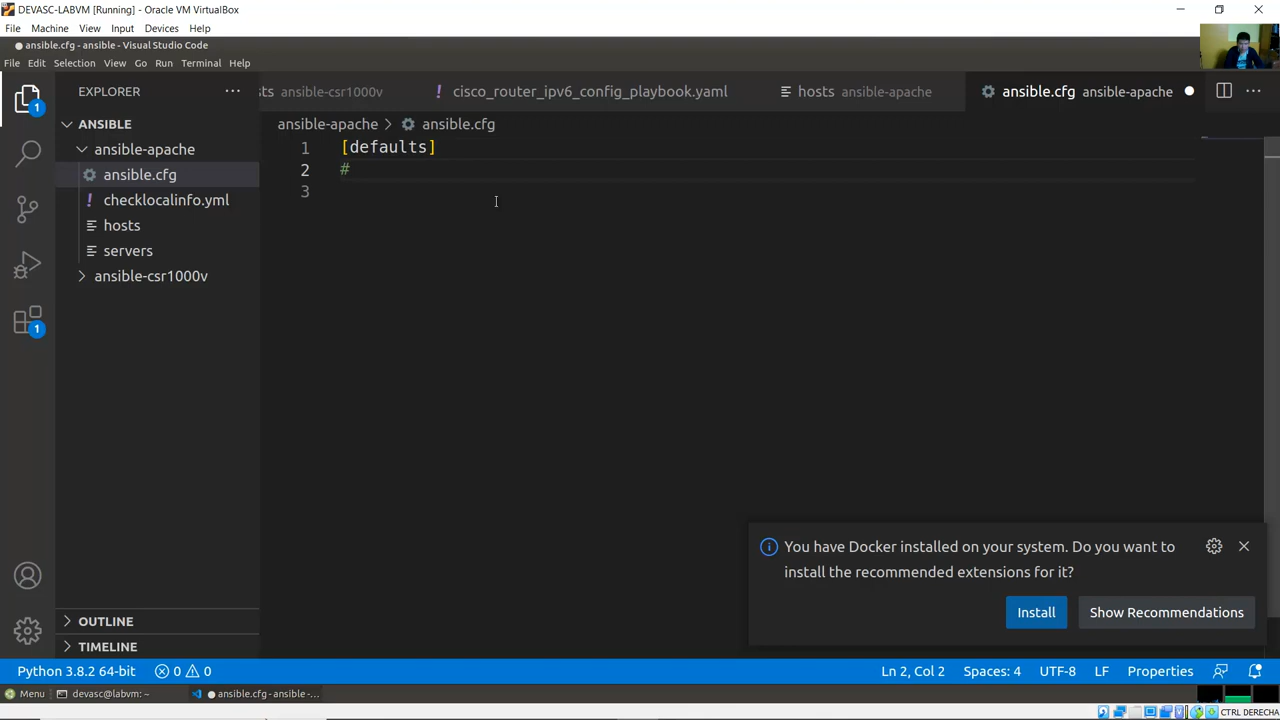 DEVASC-LABVM [Running] - Oracle VM VirtualBox
File Machine View Input Devices Help
ansible.cfg - ansible - Visual Studio Code
File Edit Selection View Go Run Terminal Help
EXPLORER
sts ansible-csr1000v
! cisco_router_ipv6_config_playbook.yaml
hosts ansible-apache
ansible.cfg ansible-apache
1
ANSIBLE
ansible-apache
ansible.cfg
! checklocalinfo.yml
hosts
servers
ansible-csr1000v
ansible-apache > ansible.cfg
1 [defaults]
2 #
3
1
You have Docker installed on your system. Do you want to
install the recommended extensions for it?
Install Show Recommendations
OUTLINE
TIMELINE
Python 3.8.2 64-bit 0 0 Ln 2, Col 2 Spaces: 4 UTF-8 LF Properties
Menu devasc@labvm: ~ ansible.cfg - ansible -...
CTRL DERECHA